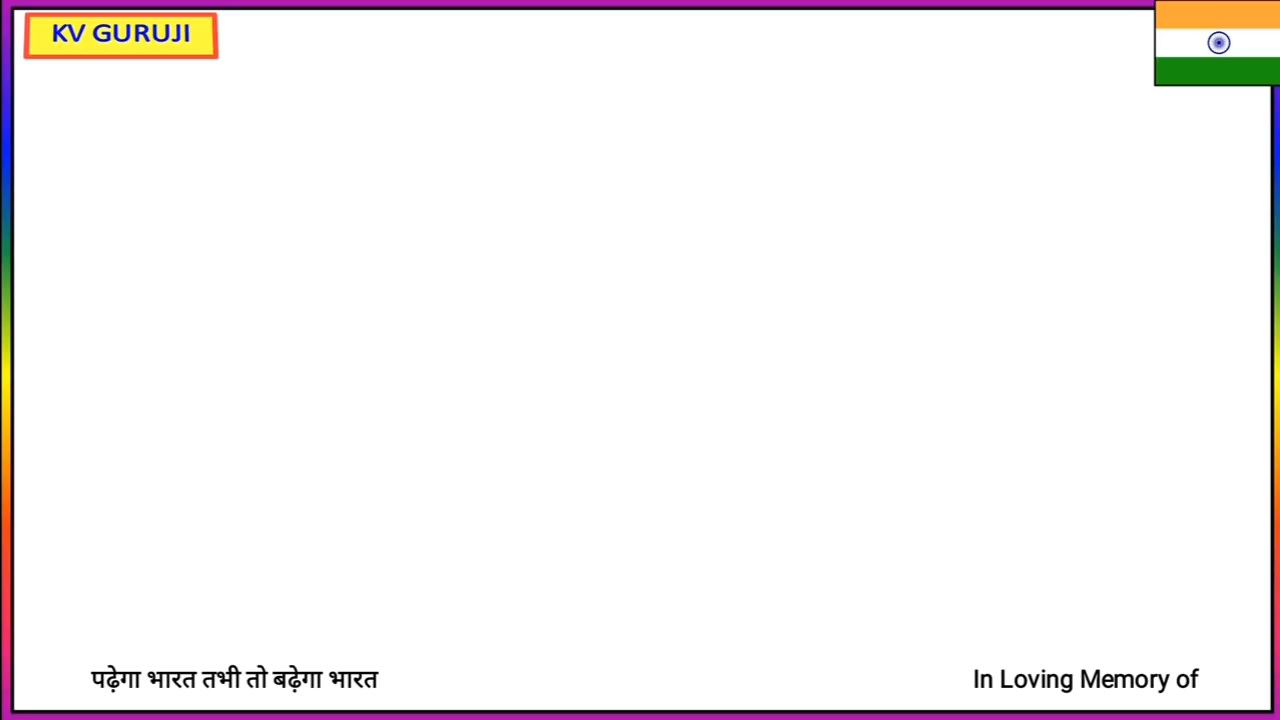 KV GURUJI
पढ़ेगा भारत तभी तो बढ़ेगा भारत
In Loving Memory of